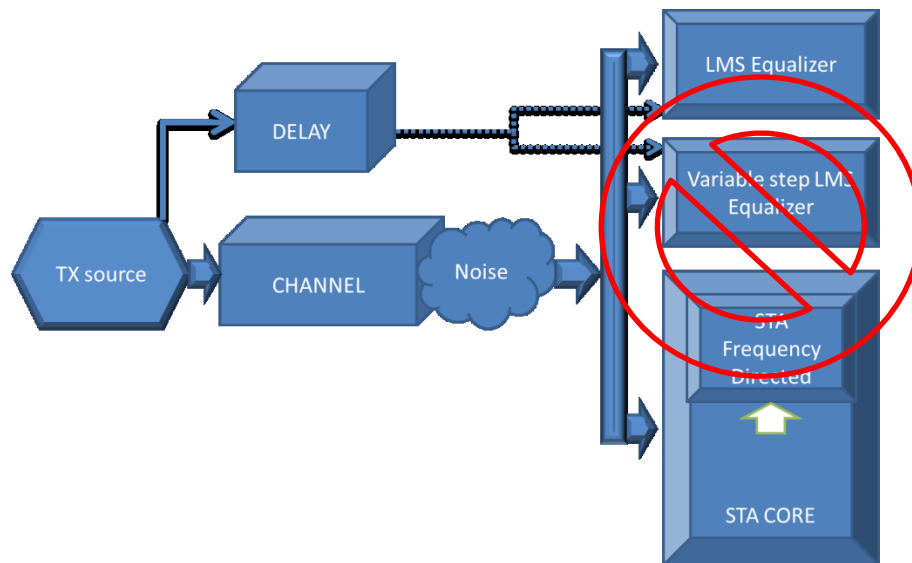 LMS Equalizer
DELAY
Variable step LMS
Equalizer
TX source
CHANNEL
Noise
STA
Frequency
Directed
STA CORE